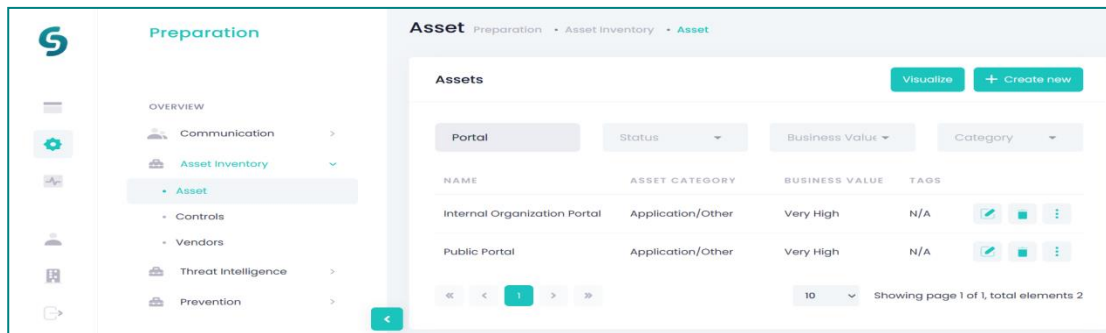 Preparation
OVERVIEW
Communication
Asset Inventory
Asset
Controls
Vendors
Threat Intelligence
Prevention
Asset Preparation • Asset Inventory • Asset
Assets
Visualize + Create new
Portal Status Business Value Category
NAME ASSET CATEGORY BUSINESS VALUE TAGS
Internal Organization Portal Application/Other Very High N/A
Public Portal Application/Other Very High N/A
« < 1 > » 10 Showing page 1 of 1, total elements 2